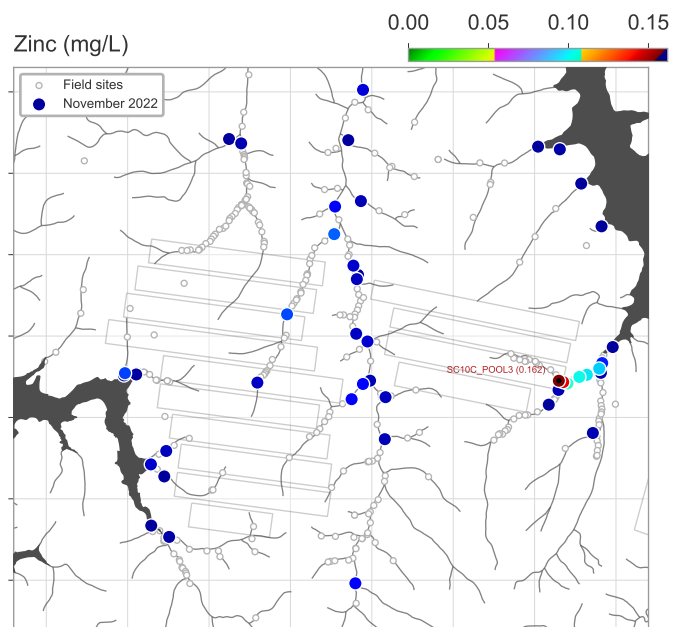 0.00 0.05 0.10 0.15
Zinc (mg/L)
Field sites
November 2022
SC10C_POOL3 (0.162)